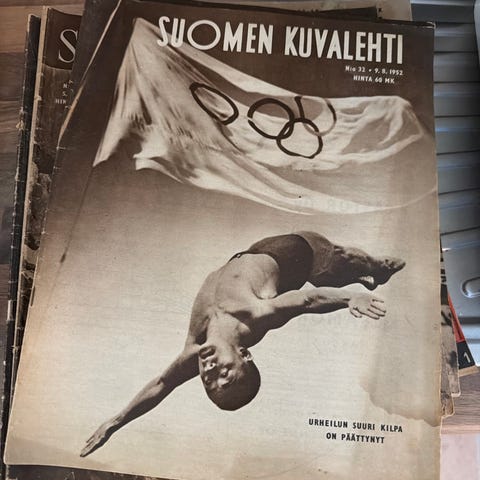 SUOMEN KUVALEHTI
N:o 32 • 9. 8. 1952
HINTA 60 MK.
URHEILUN SUURI KILPA
ON PÄÄTTYNYT